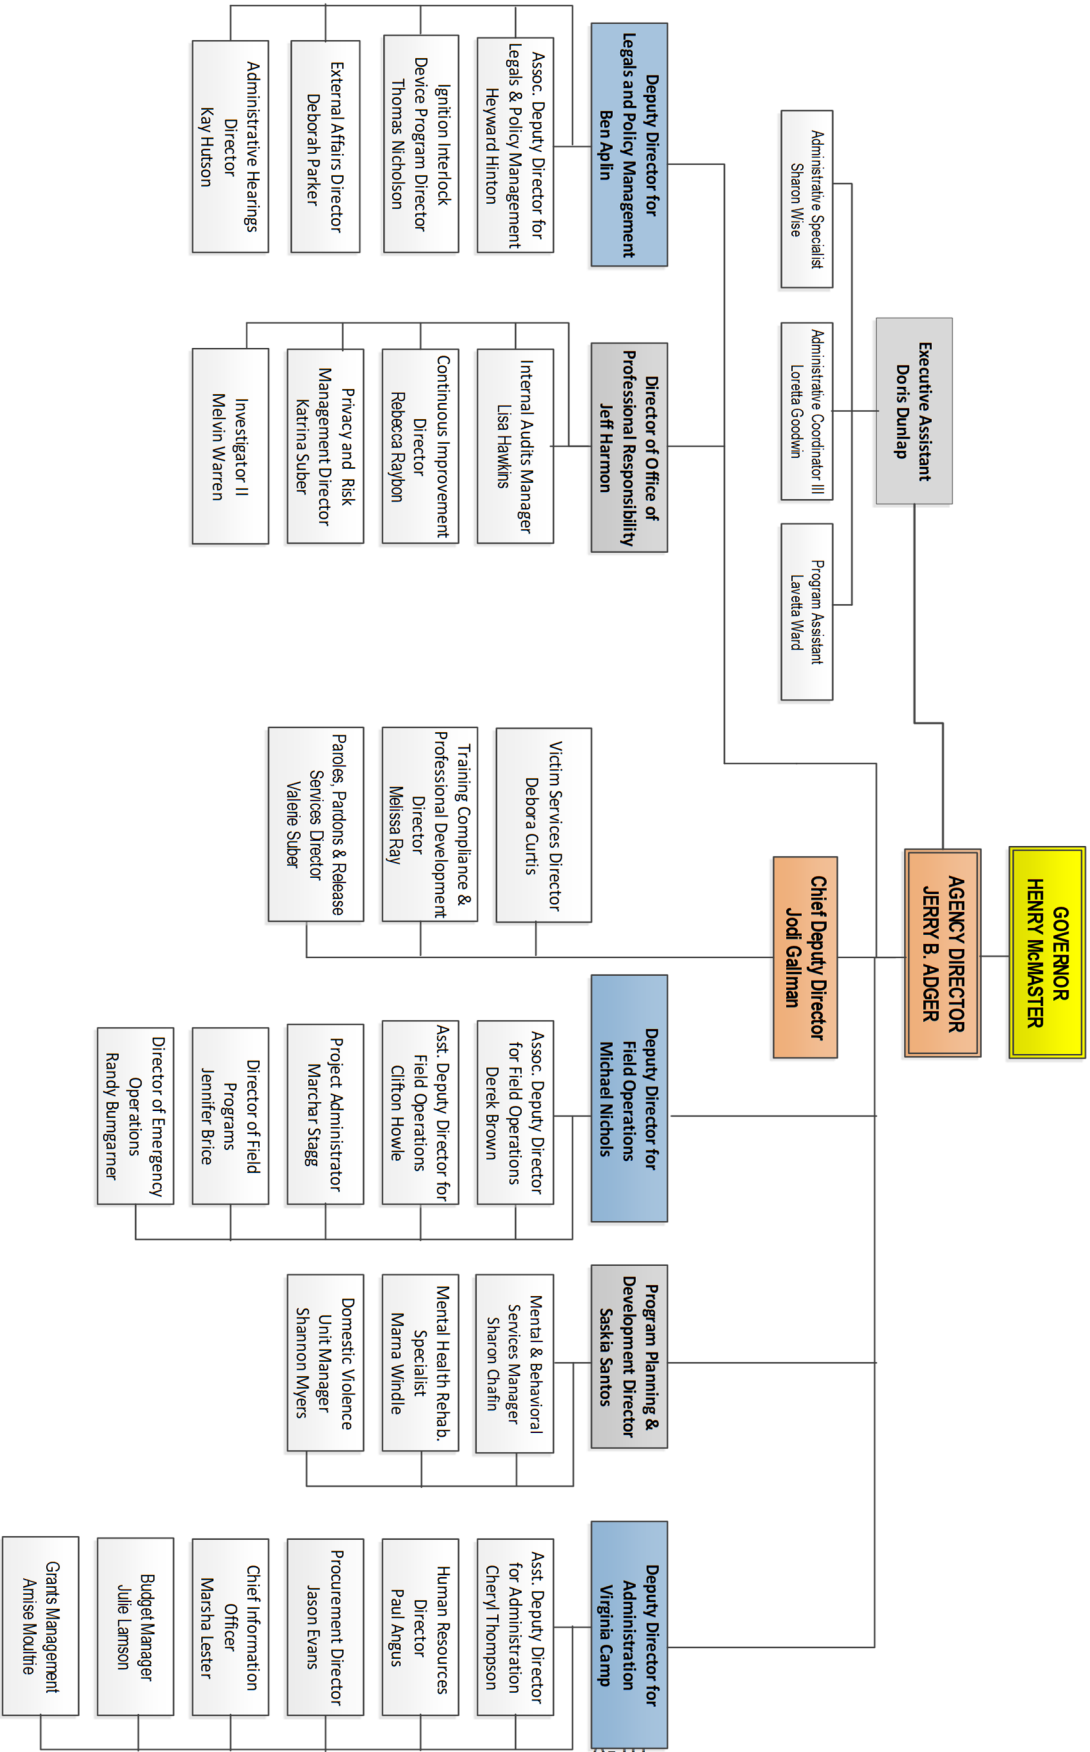 GOVERNOR
HENRY McMASTER
AGENCY DIRECTOR
JERRY B. ADGER
Executive Assistant
Doris Dunlap
Administrative Specialist
Sharon Wise
Administrative Coordinator III
Loretta Goodwin
Program Assistant
Lavetta Ward
Chief Deputy Director
Jodi Gallman
Deputy Director for
Legals and Policy Management
Ben Aplin
Assoc. Deputy Director for
Legals & Policy Management
Heyward Hinton
Ignition Interlock
Device Program Director
Thomas Nicholson
External Affairs Director
Deborah Parker
Administrative Hearings
Director
Kay Hutson
Director of Office of
Professional Responsibility
Jeff Harmon
Internal Audits Manager
Lisa Hawkins
Continuous Improvement
Director
Rebecca Raybon
Privacy and Risk
Management Director
Katrina Suber
Investigator II
Melvin Warren
Victim Services Director
Debora Curtis
Training Compliance &
Professional Development
Director
Melissa Ray
Paroles, Pardons & Release
Services Director
Valerie Suber
Deputy Director for
Field Operations
Michael Nichols
Assoc. Deputy Director
for Field Operations
Derek Brown
Asst. Deputy Director for
Field Operations
Clifton Howle
Project Administrator
Marchar Stagg
Director of Field
Programs
Jennifer Brice
Director of Emergency
Operations
Randy Bumgarner
Program Planning &
Development Director
Saskia Santos
Mental & Behavioral
Services Manager
Sharon Chafin
Mental Health Rehab.
Specialist
Marna Windle
Domestic Violence
Unit Manager
Shannon Myers
Deputy Director for
Administration
Virginia Camp
Asst. Deputy Director
for Administration
Cheryl Thompson
Human Resources
Director
Paul Angus
Procurement Director
Jason Evans
Chief Information
Officer
Marsha Lester
Budget Manager
Julie Lamson
Grants Management
Arnise Moultrie